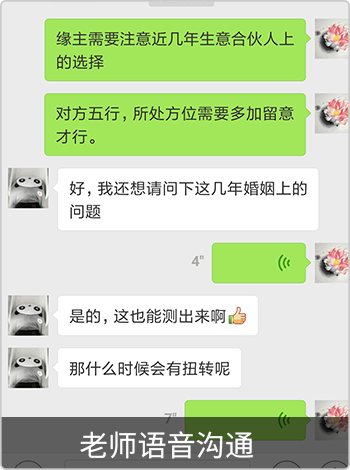 缘主需要注意近几年生意合伙人上
的选择
对方五行，所处方位需要多加留意
才行。
好，我还想请问下这几年婚姻上的
问题
4"
是的，这也能测出来啊👍
那什么时候会有扭转呢
7"
老师语音沟通